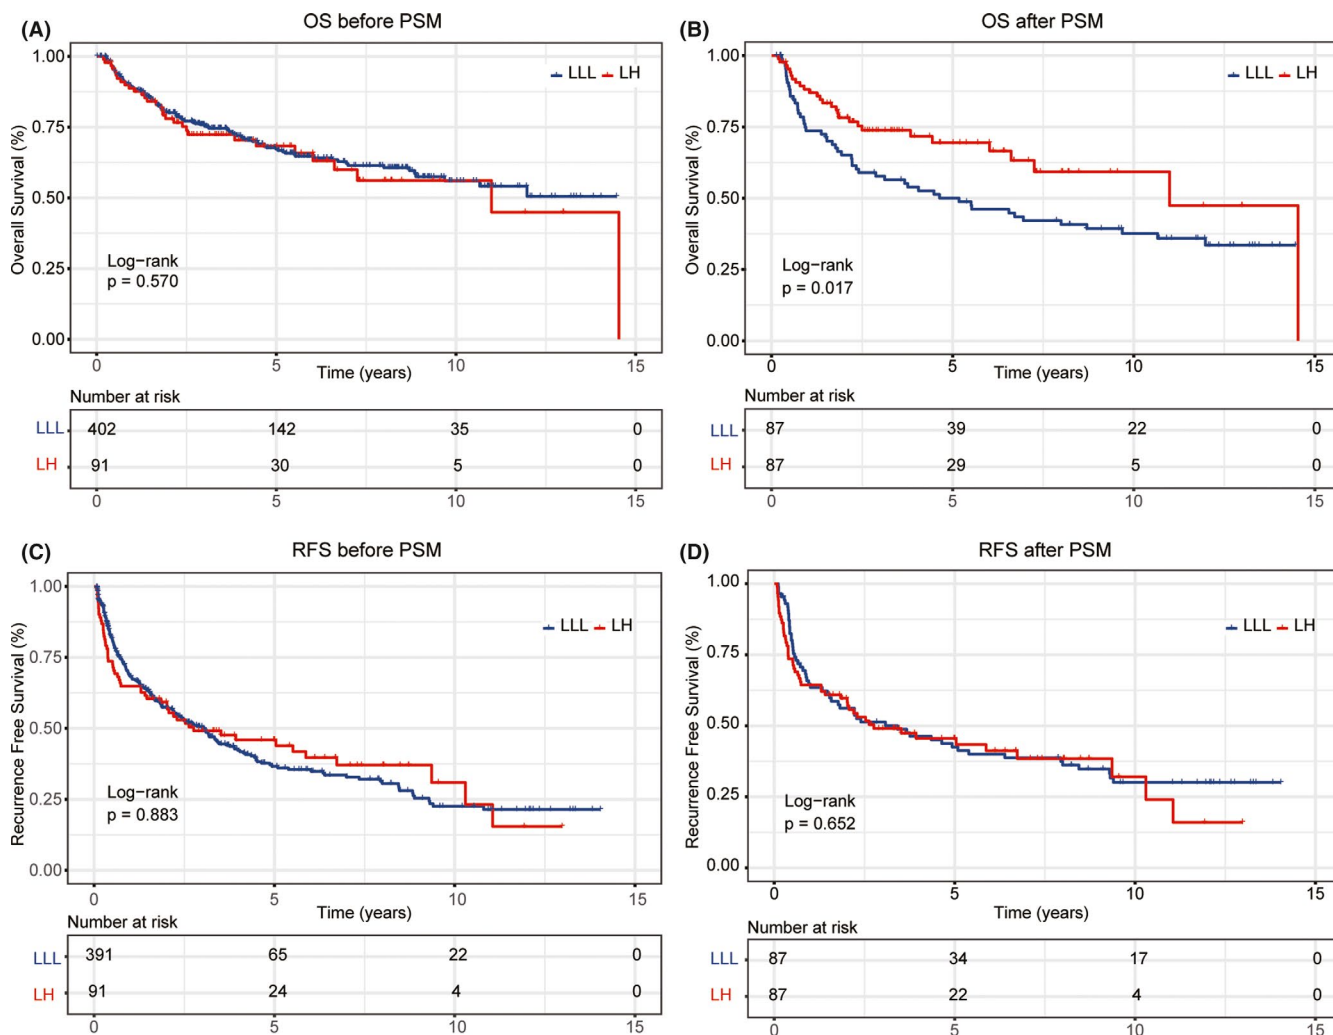 (A) OS before PSM
1.00
LLL LH
0.75
0.50
0.25
0.00
Overall Survival (%)
Log−rank
p = 0.570
0 5 10 15
Time (years)
Number at risk
LLL 402 142 35 0
LH 91 30 5 0
0 5 10 15
(B) OS after PSM
1.00
LLL LH
0.75
0.50
0.25
0.00
Overall Survival (%)
Log−rank
p = 0.017
0 5 10 15
Time (years)
Number at risk
LLL 87 39 22 0
LH 87 29 5 0
0 5 10 15
(C) RFS before PSM
1.00
LLL LH
0.75
0.50
0.25
0.00
Recurrence Free Survival (%)
Log−rank
p = 0.883
0 5 10 15
Time (years)
Number at risk
LLL 391 65 22 0
LH 91 24 4 0
0 5 10 15
(D) RFS after PSM
1.00
LLL LH
0.75
0.50
0.25
0.00
Recurrence Free Survival (%)
Log−rank
p = 0.652
0 5 10 15
Time (years)
Number at risk
LLL 87 34 17 0
LH 87 22 4 0
0 5 10 15